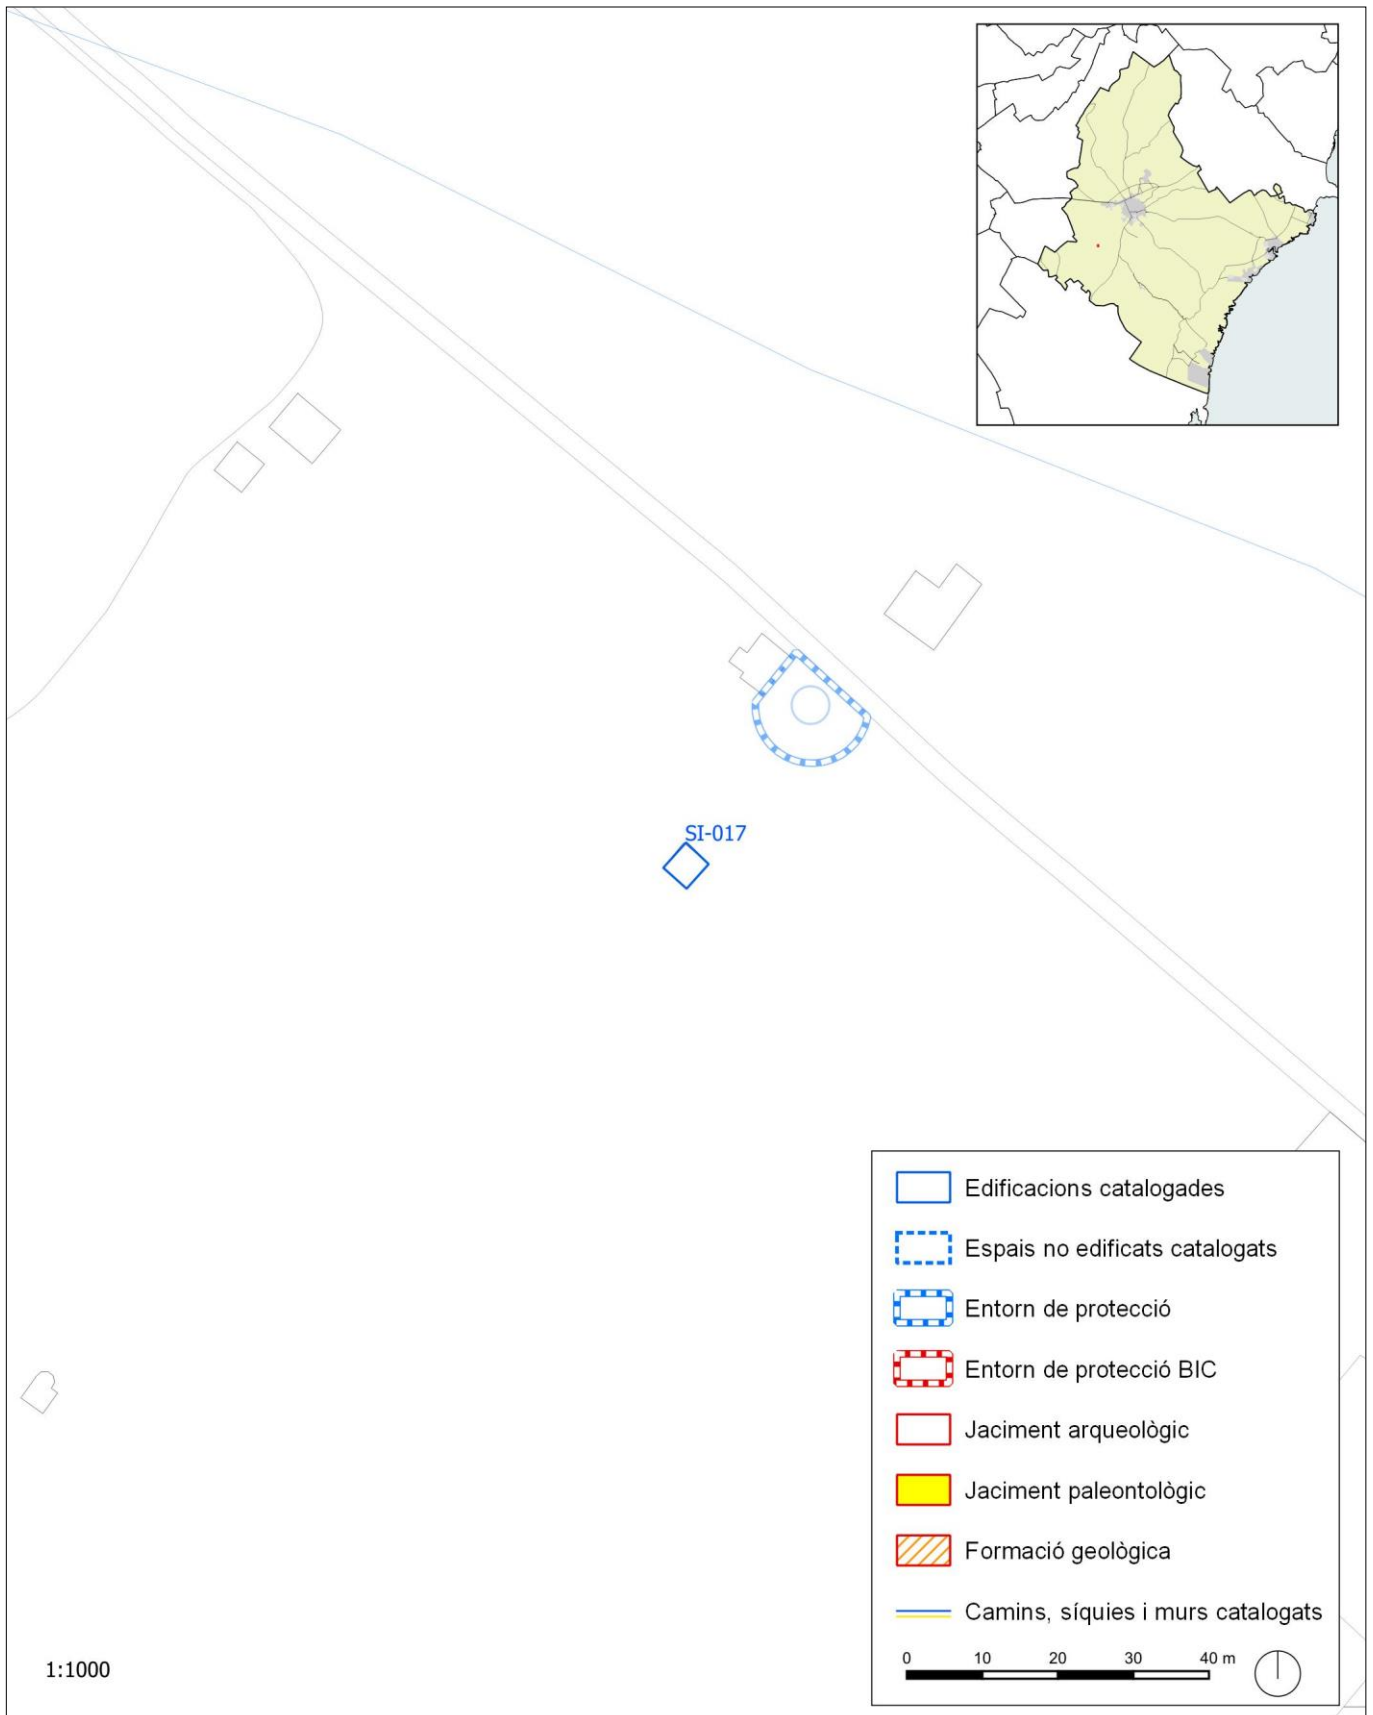 SI-017
Edificacions catalogades
Espais no edificats catalogats
Entorn de protecció
Entorn de protecció BIC
Jaciment arqueològic
Jaciment paleontològic
Formació geològica
Camins, síquies i murs catalogats
0 10 20 30 40 m
1:1000